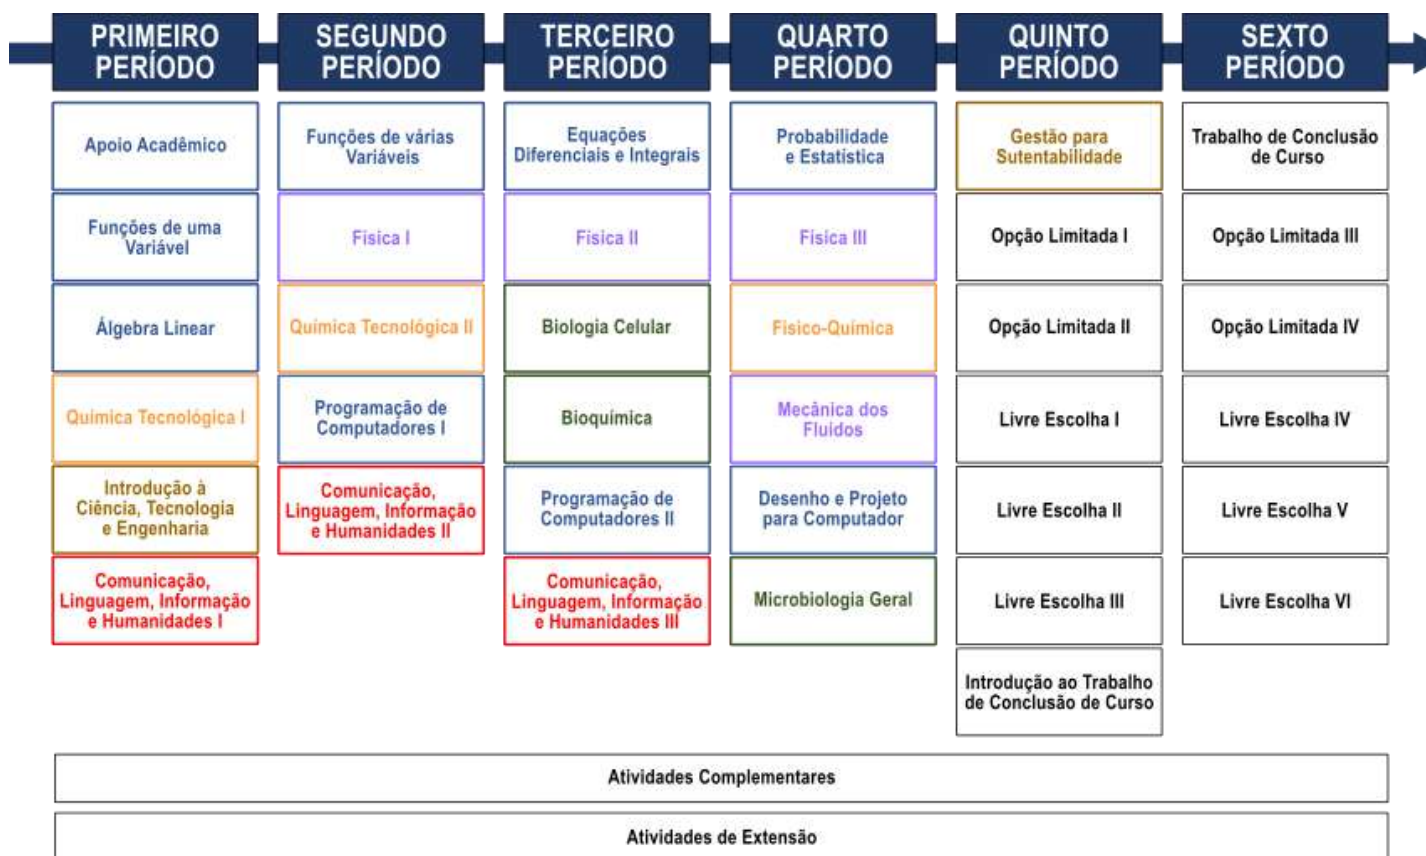 PRIMEIRO
PERÍODO
SEGUNDO
PERÍODO
TERCEIRO
PERÍODO
QUARTO
PERÍODO
QUINTO
PERÍODO
SEXTO
PERÍODO
Apoio Acadêmico
Funções de uma
Variável
Álgebra Linear
Química Tecnológica I
Introdução à
Ciência, Tecnologia
e Engenharia
Comunicação,
Linguagem, Informação
e Humanidades I
Funções de várias
Variáveis
Física I
Química Tecnológica II
Programação de
Computadores I
Comunicação,
Linguagem, Informação
e Humanidades II
Equações
Diferenciais e Integrais
Física II
Biologia Celular
Bioquímica
Programação de
Computadores II
Comunicação,
Linguagem, Informação
e Humanidades III
Probabilidade
e Estatística
Física III
Físico-Química
Mecânica dos
Fluidos
Desenho e Projeto
para Computador
Microbiologia Geral
Gestão para
Sutentabilidade
Opção Limitada I
Opção Limitada II
Livre Escolha I
Livre Escolha II
Livre Escolha III
Introdução ao Trabalho
de Conclusão de Curso
Trabalho de Conclusão
de Curso
Opção Limitada III
Opção Limitada IV
Livre Escolha IV
Livre Escolha V
Livre Escolha VI
Atividades Complementares
Atividades de Extensão